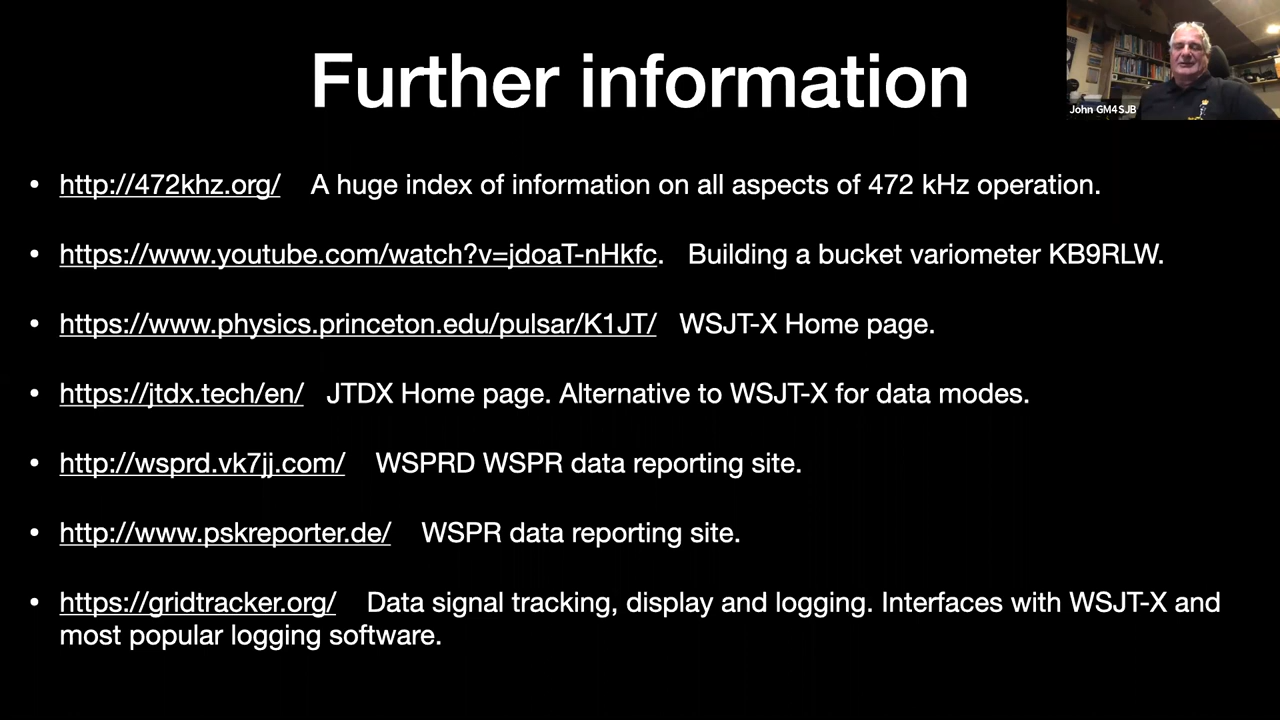 Further information
John GM4SJB
• http://472khz.org/ A huge index of information on all aspects of 472 kHz operation.
• https://www.youtube.com/watch?v=jdoaT-nHkfc. Building a bucket variometer KB9RLW.
• https://www.physics.princeton.edu/pulsar/K1JT/ WSJT-X Home page.
• https://jtdx.tech/en/ JTDX Home page. Alternative to WSJT-X for data modes.
• http://wsprd.vk7jj.com/ WSPRD WSPR data reporting site.
• http://www.pskreporter.de/ WSPR data reporting site.
• https://gridtracker.org/ Data signal tracking, display and logging. Interfaces with WSJT-X and
most popular logging software.